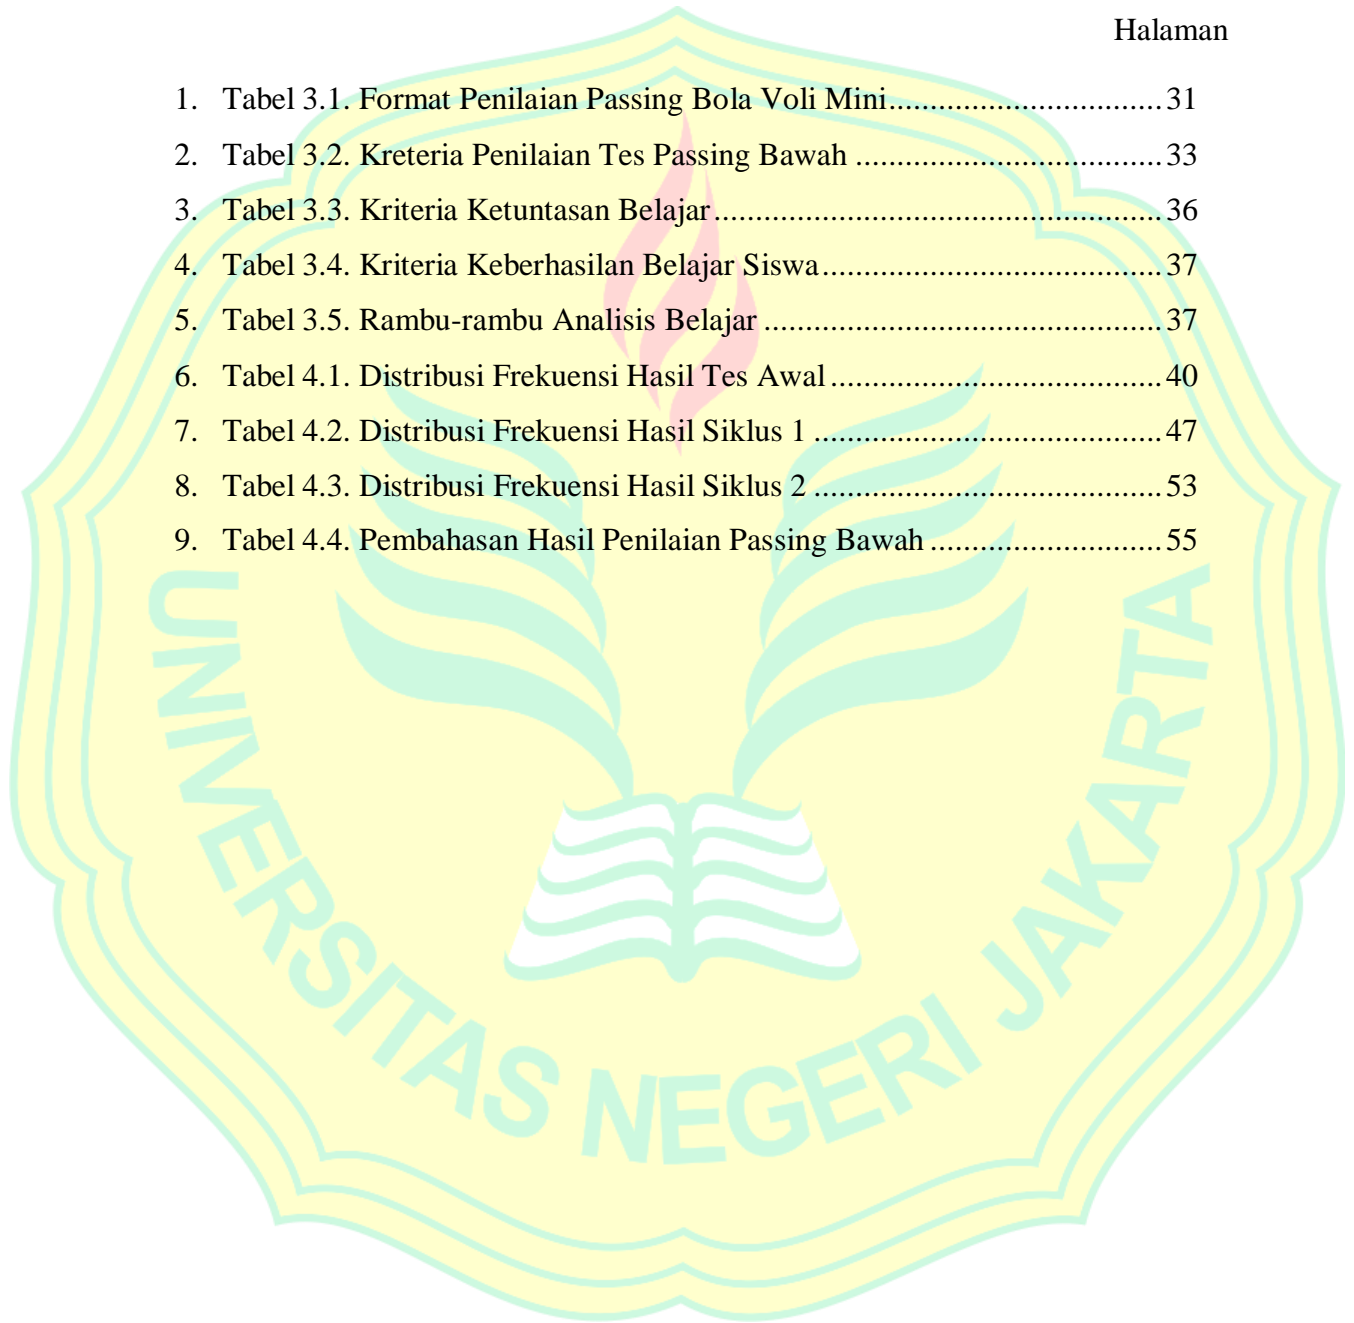 Halaman
1. Tabel 3.1. Format Penilaian Passing Bola Voli Mini.................................31
2. Tabel 3.2. Kreteria Penilaian Tes Passing Bawah .....................................33
3. Tabel 3.3. Kriteria Ketuntasan Belajar......................................................36
4. Tabel 3.4. Kriteria Keberhasilan Belajar Siswa.........................................37
5. Tabel 3.5. Rambu-rambu Analisis Belajar ................................................37
6. Tabel 4.1. Distribusi Frekuensi Hasil Tes Awal........................................40
7. Tabel 4.2. Distribusi Frekuensi Hasil Siklus 1 ..........................................47
8. Tabel 4.3. Distribusi Frekuensi Hasil Siklus 2 ..........................................53
9. Tabel 4.4. Pembahasan Hasil Penilaian Passing Bawah ............................55
UNIVERSITAS NEGERI JAKARTA